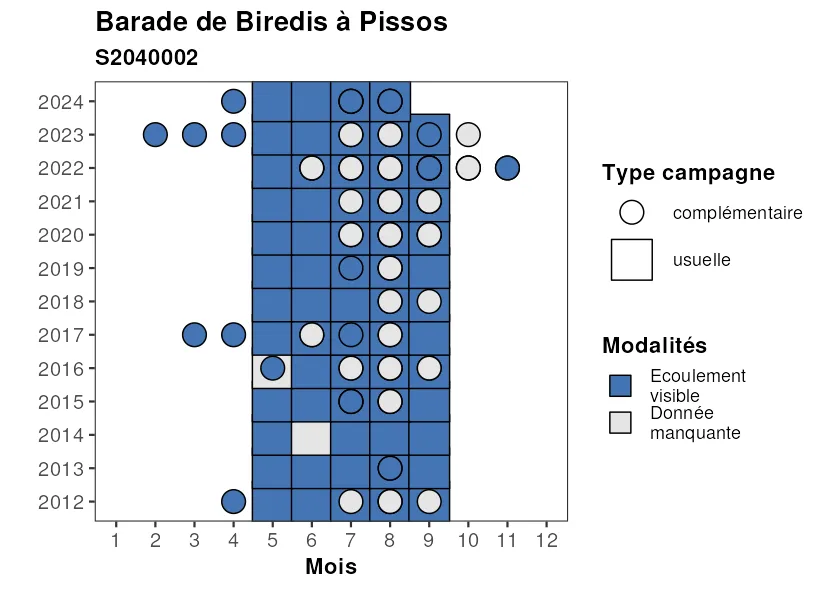 Barade de Biredis à Pissos
S2040002
2024
2023
2022
2021
2020
2019
2018
2017
2016
2015
2014
2013
2012
1 2 3 4 5 6 7 8 9 10 11 12
Mois
Type campagne
complémentaire
usuelle
Modalités
Ecoulement
visible
Donnée
manquante